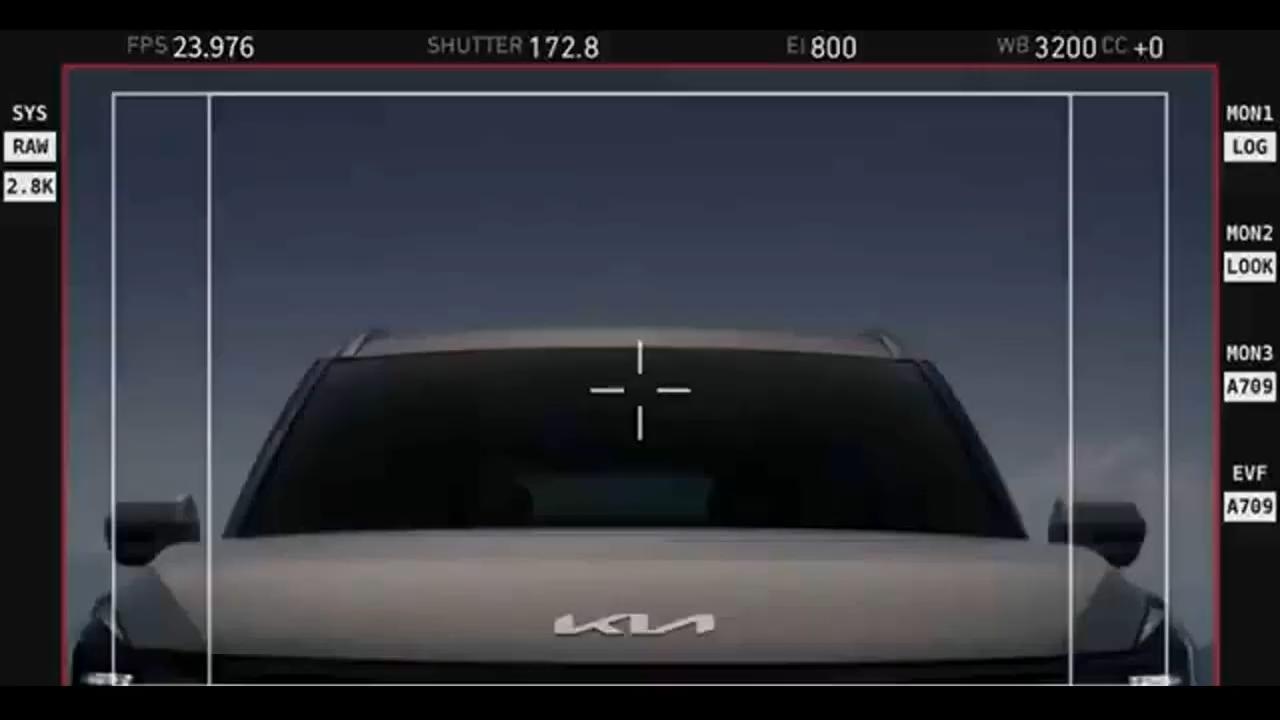 FPS 23.976 SHUTTER 172.8 EI 800 WB 3200 CC +0
SYS
RAW
2.8K
MON1
LOG
MON2
LOOK
MON3
A709
EVF
A709
KIA